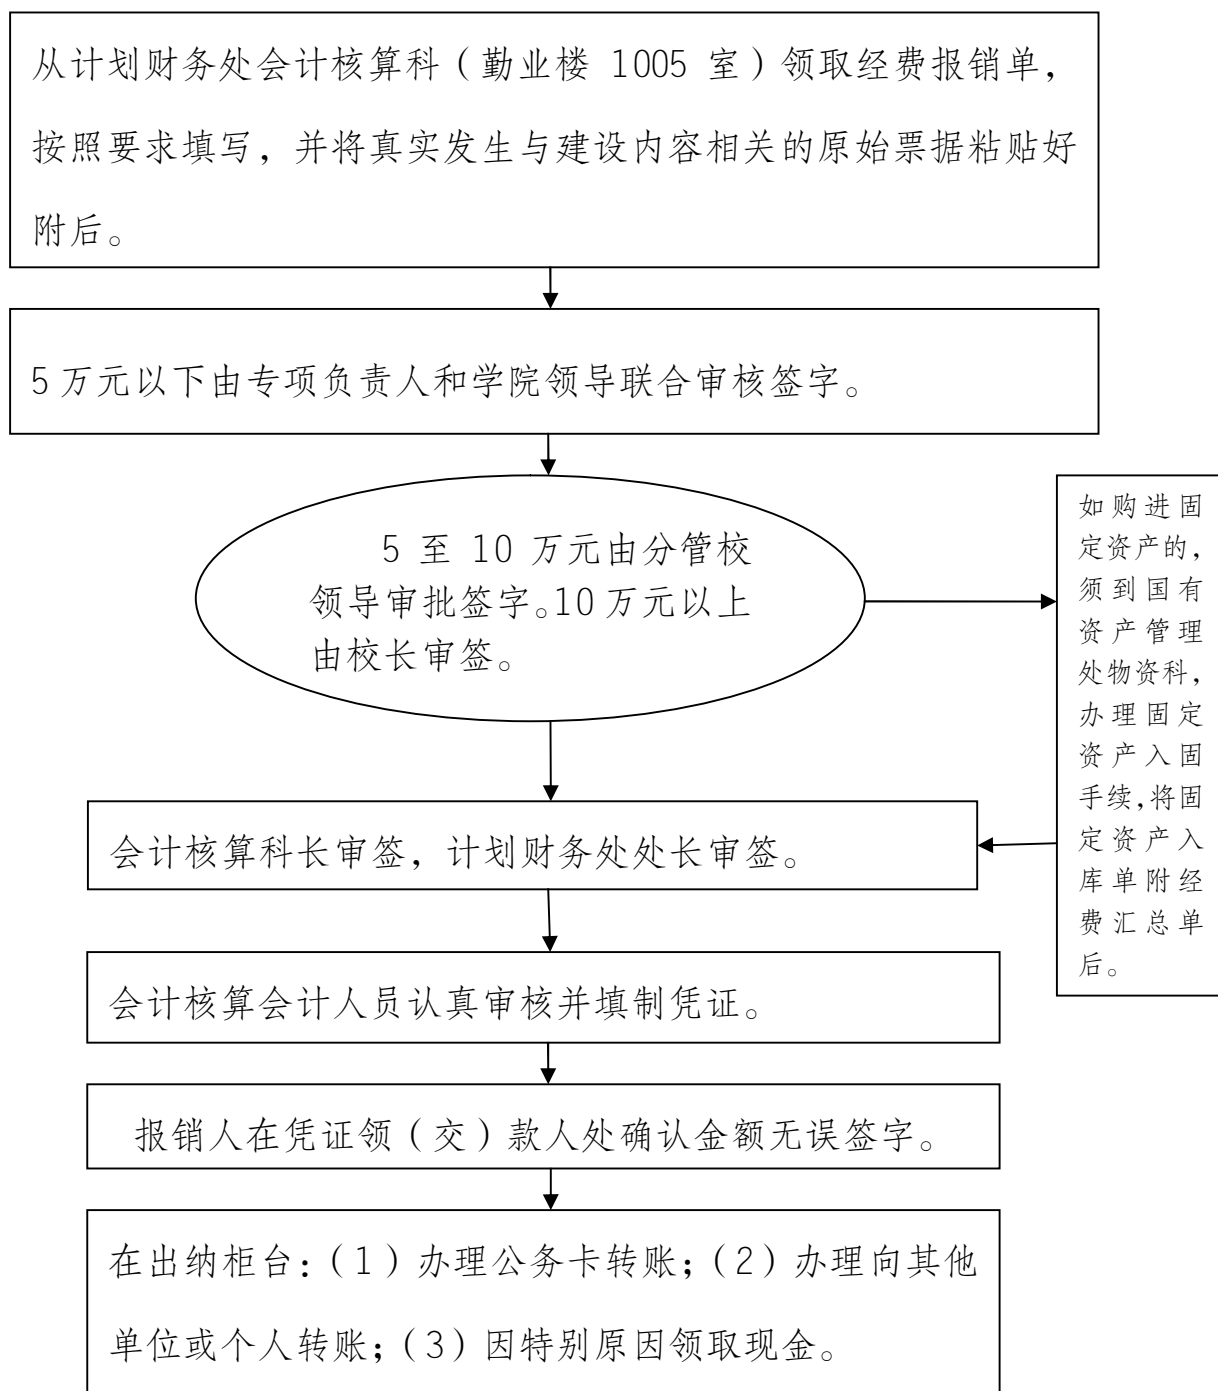 从计划财务处会计核算科（勤业楼 1005 室）领取经费报销单，
按照要求填写，并将真实发生与建设内容相关的原始票据粘贴好
附后。
5 万元以下由专项负责人和学院领导联合审核签字。
5 至 10 万元由分管校
领导审批签字。10 万元以上
由校长审签。
如购进固
定资产的，
须到国有
资产管理
处物资科，
办理固定
资产入固
手续，将固
定资产入
库单附经
费汇总单
后。
会计核算科长审签，计划财务处处长审签。
会计核算会计人员认真审核并填制凭证。
报销人在凭证领（交）款人处确认金额无误签字。
在出纳柜台：（1）办理公务卡转账；（2）办理向其他
单位或个人转账；（3）因特别原因领取现金。